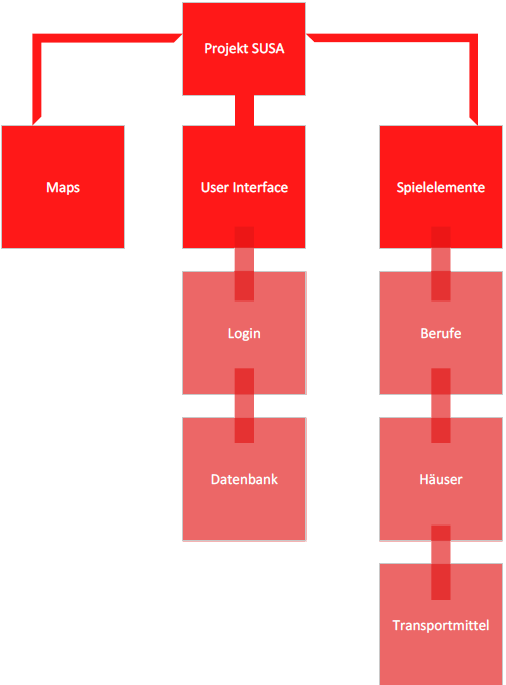 Projekt SUSA
Maps
User Interface
Spielelemente
Login
Berufe
Datenbank
Häuser
Transportmittel